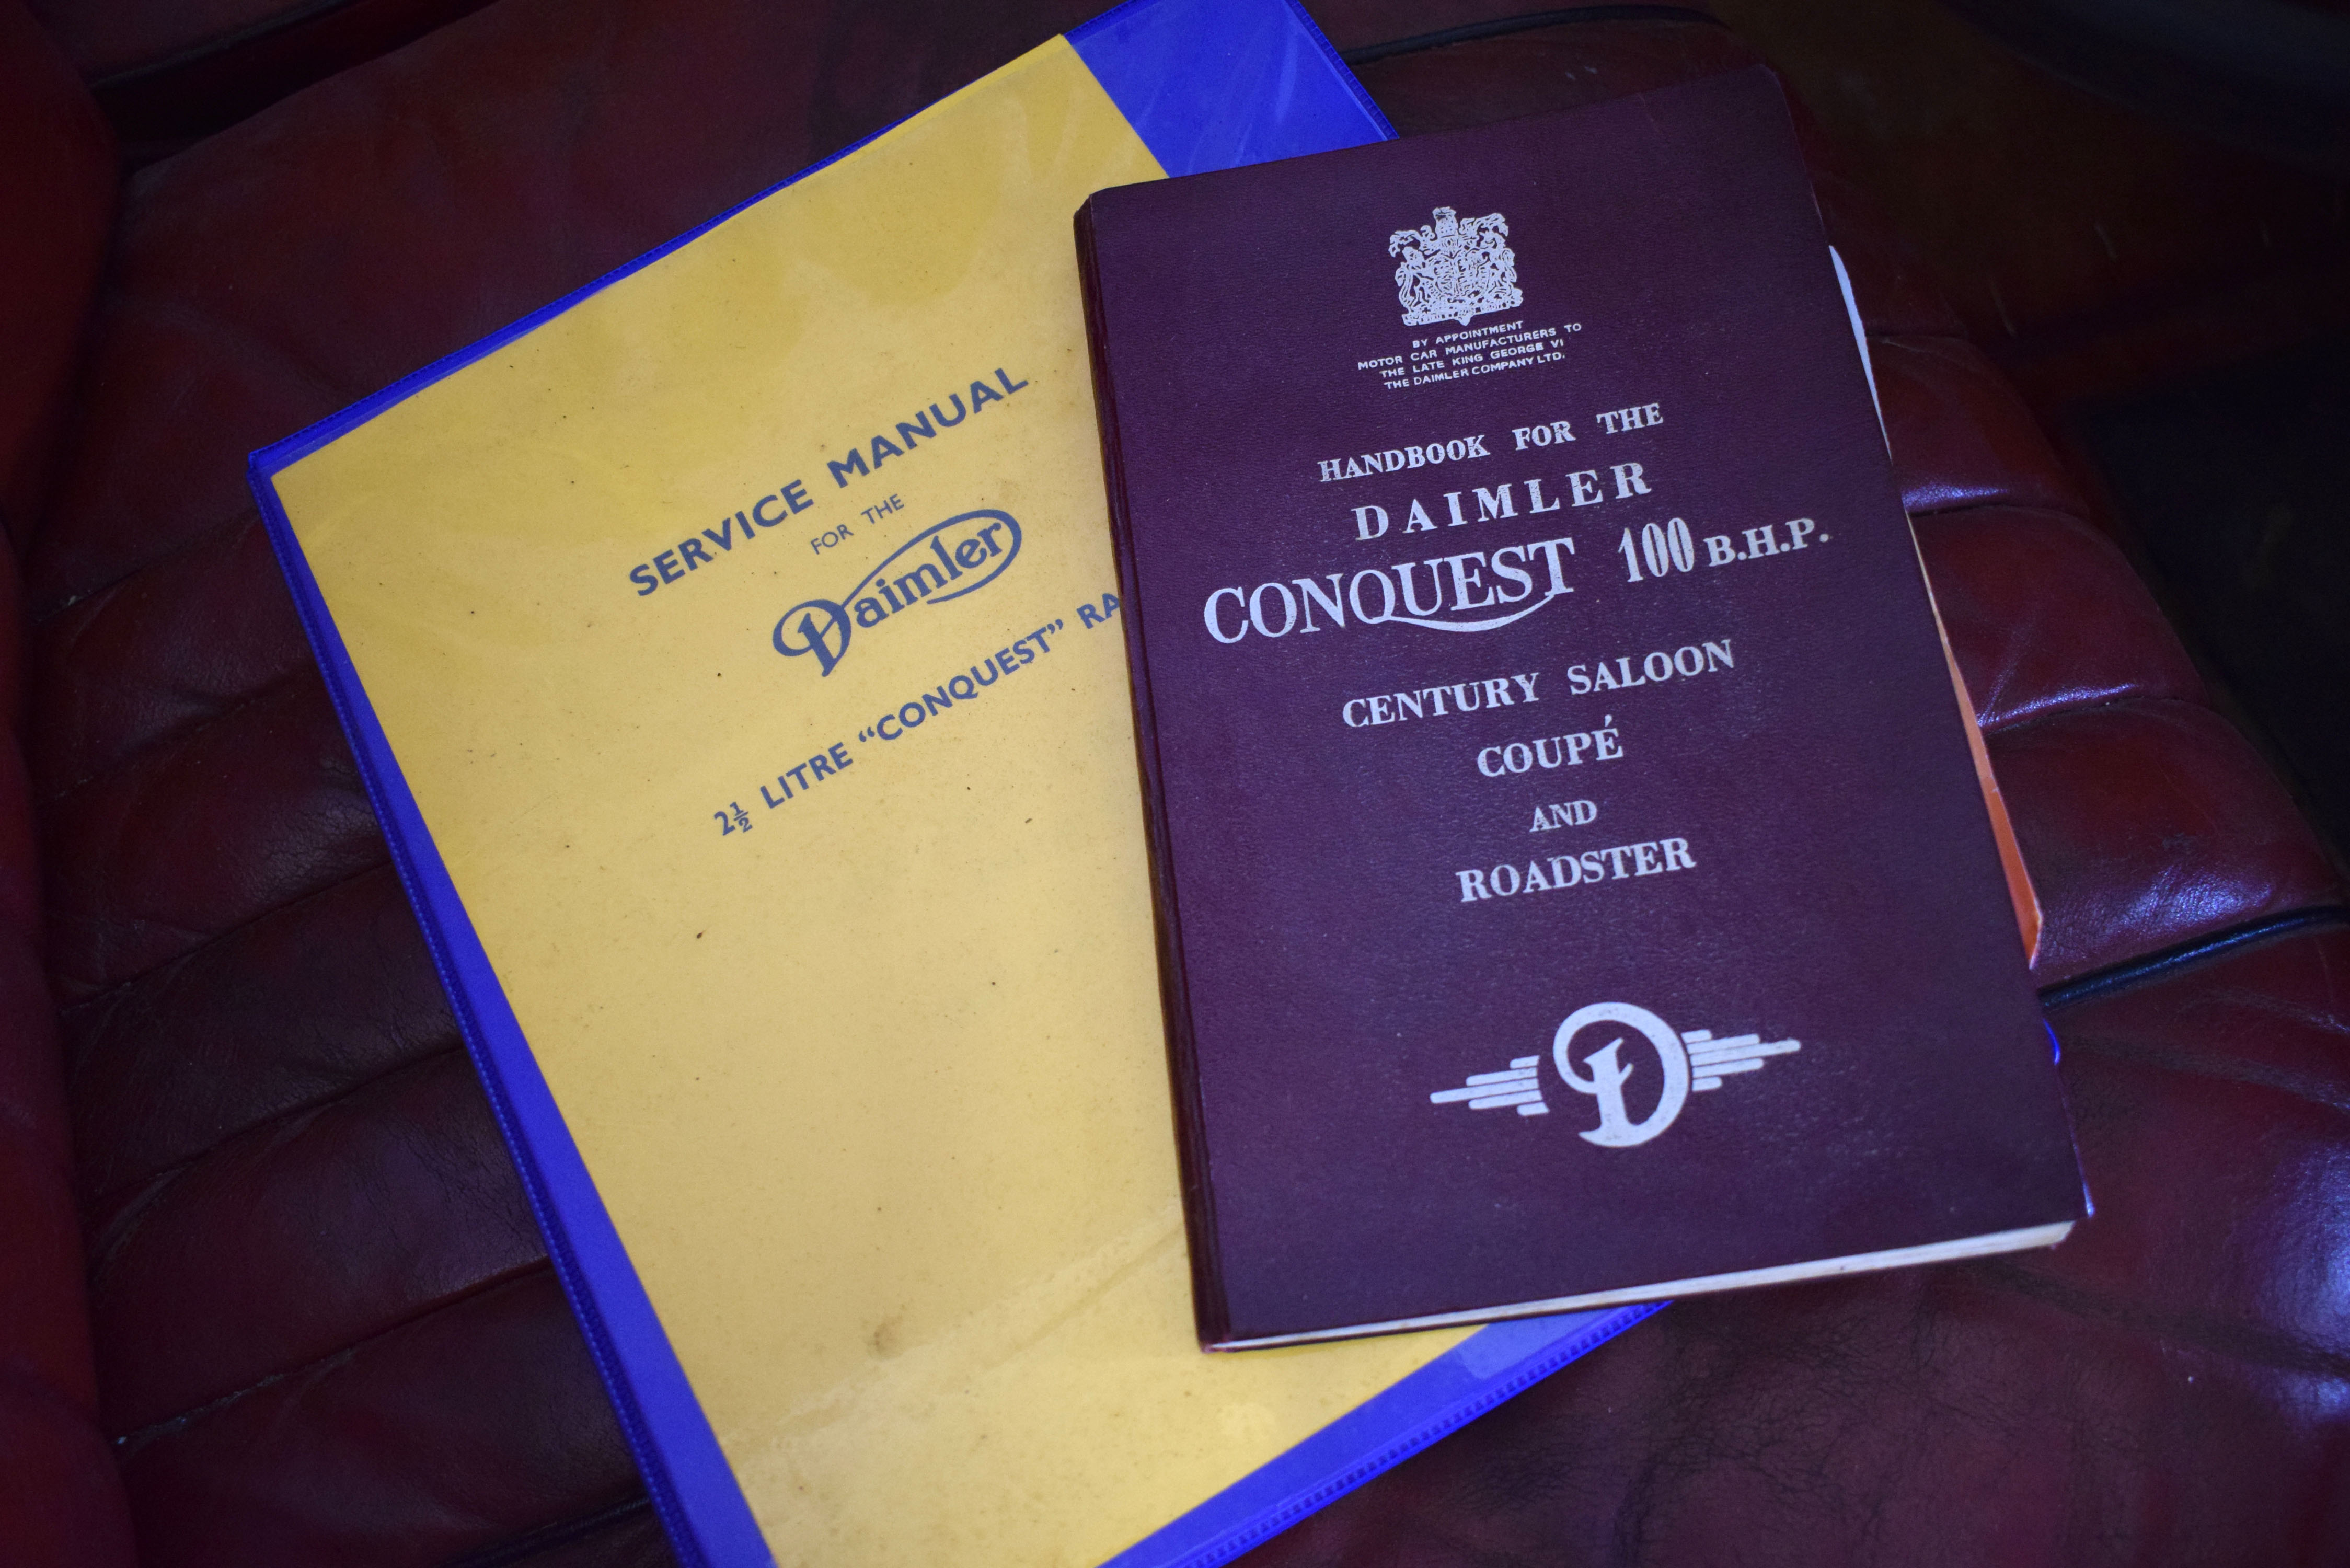 SERVICE MANUAL
FOR THE
Daimler
2½ LITRE “CONQUEST” RA
BY APPOINTMENT
MOTOR CAR MANUFACTURERS TO
THE LATE KING GEORGE VI
THE DAIMLER COMPANY LTD.
HANDBOOK FOR THE
DAIMLER
CONQUEST 100 B.H.P.
CENTURY SALOON
COUPÉ
AND
ROADSTER
D